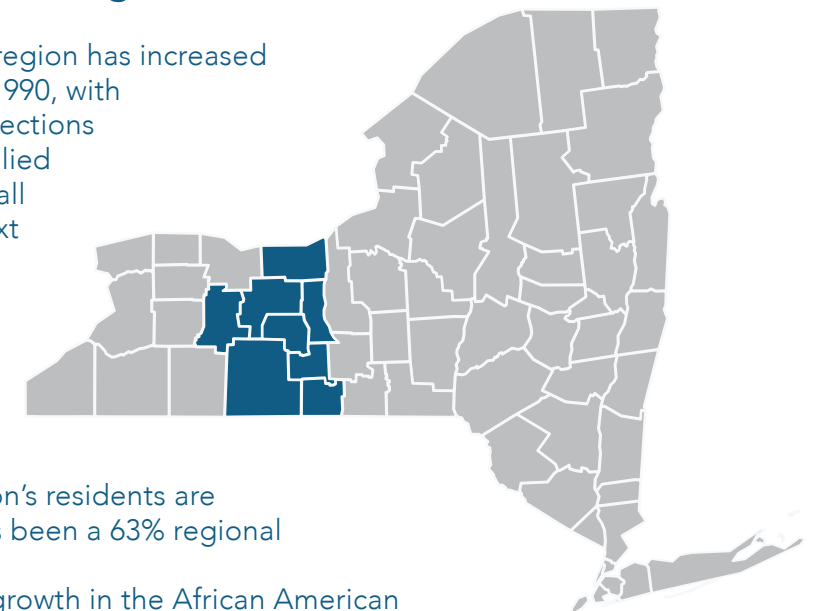 region has increased
990, with
ections
lied
all
xt
on's residents are
s been a 63% regional
growth in the African American